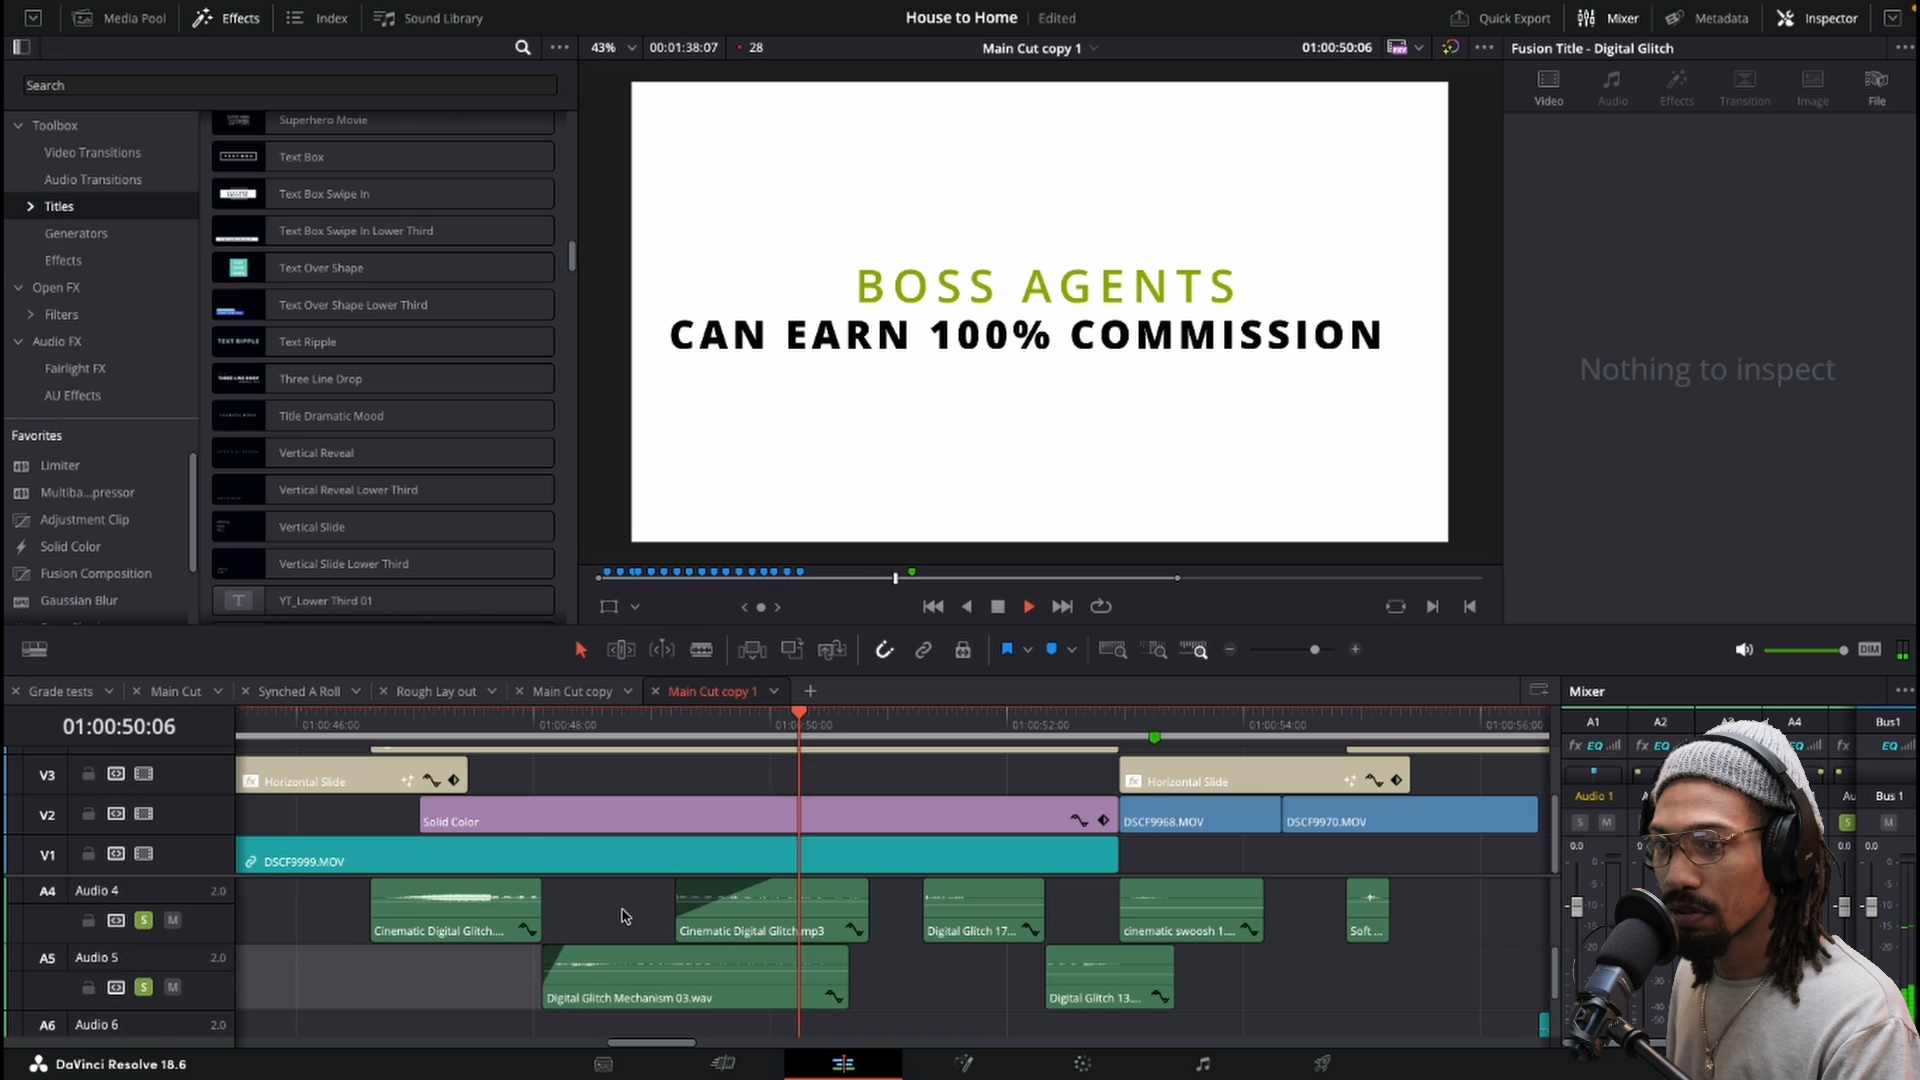 Media Pool
Effects
Index
Sound Library
House to Home
Edited
Quick Export
Mixer
Metadata
Inspector
43%
00:01:38:07
28
Main Cut copy 1
01:00:50:06
Fusion Title - Digital Glitch
Search
Video
Audio
Effects
Transition
Image
File
Toolbox
Video Transitions
Audio Transitions
Titles
Generators
Effects
Open FX
Filters
Audio FX
Fairlight FX
AU Effects
Favorites
Limiter
Multiba...pressor
Adjustment Clip
Solid Color
Fusion Composition
Gaussian Blur
Superhero Movie
Text Box
Text Box Swipe In
Text Box Swipe In Lower Third
Text Over Shape
Text Over Shape Lower Third
TEXT RIPPLE
Text Ripple
Three Line Drop
Title Dramatic Mood
Vertical Reveal
Vertical Reveal Lower Third
Vertical Slide
Vertical Slide Lower Third
T
YT_Lower Third 01
BOSS AGENTS
CAN EARN 100% COMMISSION
Nothing to inspect
DIM
Grade tests
Main Cut
Synched A Roll
Rough Lay out
Main Cut copy
Main Cut copy 1
Mixer
01:00:50:06
01:00:46:00
01:00:48:00
01:00:50:00
01:00:52:00
01:00:54:00
01:00:56:00
V3
Horizontal Slide
Horizontal Slide
V2
Solid Color
DSCF9968.MOV
DSCF9970.MOV
V1
DSCF9999.MOV
A4
Audio 4
2.0
S
M
Cinematic Digital Glitch....
Cinematic Digital Glitch.mp3
Digital Glitch 17...
cinematic swoosh 1....
Soft ...
A5
Audio 5
2.0
S
M
Digital Glitch Mechanism 03.wav
Digital Glitch 13....
A6
Audio 6
2.0
A1
A2
A4
Bus1
fx EQ
fx EQ
EQ
Audio 1
Au
Bus 1
S
M
S
M
0.0
0.0
0.0
DaVinci Resolve 18.6